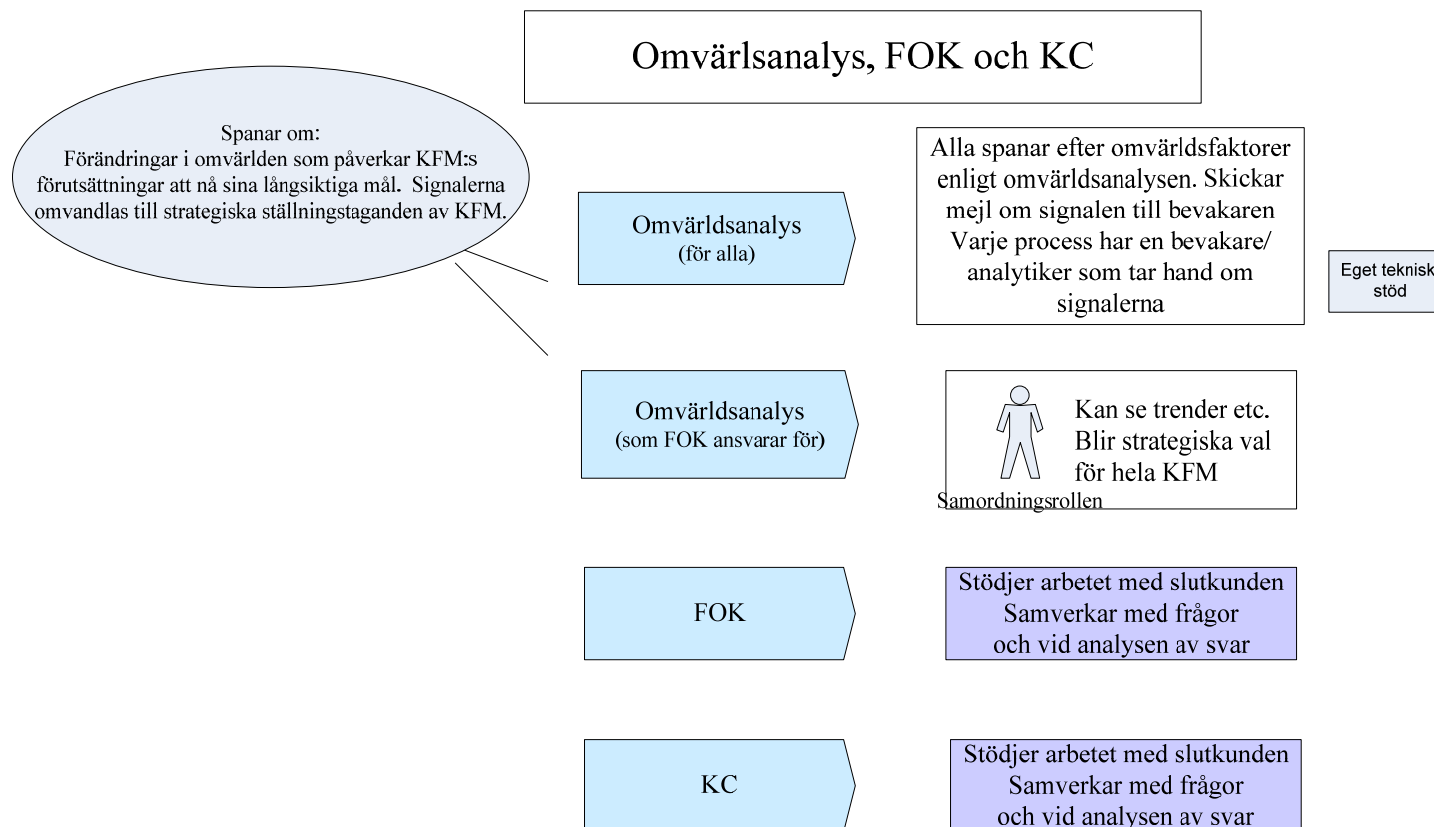 Omvärlsanalys, FOK och KC
Spanar om:
Förändringar i omvärlden som påverkar KFM:s
förutsättningar att nå sina långsiktiga mål.  Signalerna
omvandlas till strategiska ställningstaganden av KFM.
Omvärldsanalys
(för alla)
Alla spanar efter omvärldsfaktorer
enligt omvärldsanalysen. Skickar
mejl om signalen till bevakaren
Varje process har en bevakare/
analytiker som tar hand om
signalerna
Eget teknisk
stöd
Omvärldsanalys
(som FOK ansvarar för)
Kan se trender etc.
Blir strategiska val
för hela KFM
Samordningsrollen
FOK
Stödjer arbetet med slutkunden
Samverkar med frågor
och vid analysen av svar
KC
Stödjer arbetet med slutkunden
Samverkar med frågor
och vid analysen av svar